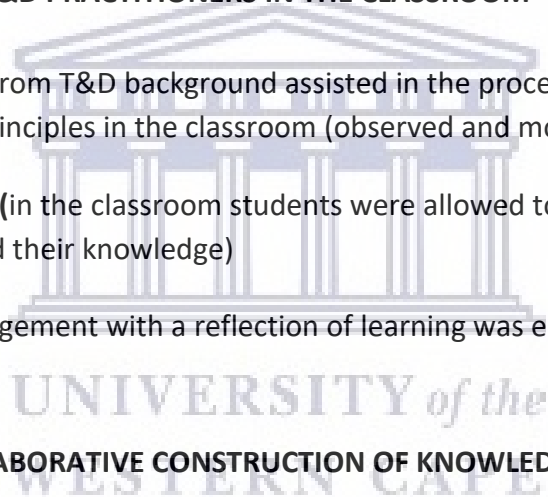 &D PRACTITIONERS IN THE CLASSROOM
rom T&D background assisted in the proce
inciples in the classroom (observed and mo
(in the classroom students were allowed to
d their knowledge)
gement with a reflection of learning was e
UNIVERSITY of the
ABORATIVE CONSTRUCTION OF KNOWLED
WESTERN CAPE